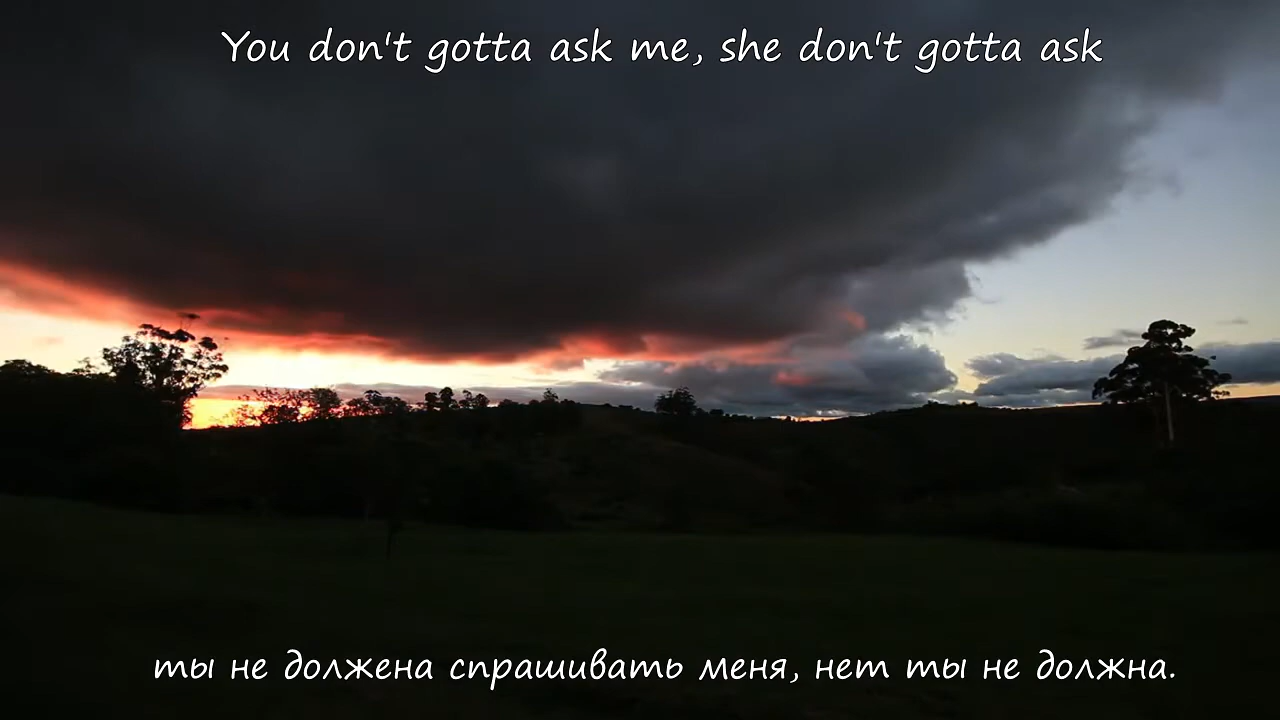 You don't gotta ask me, she don't gotta ask
ты не должена спрашивать меня, нет ты не должна.